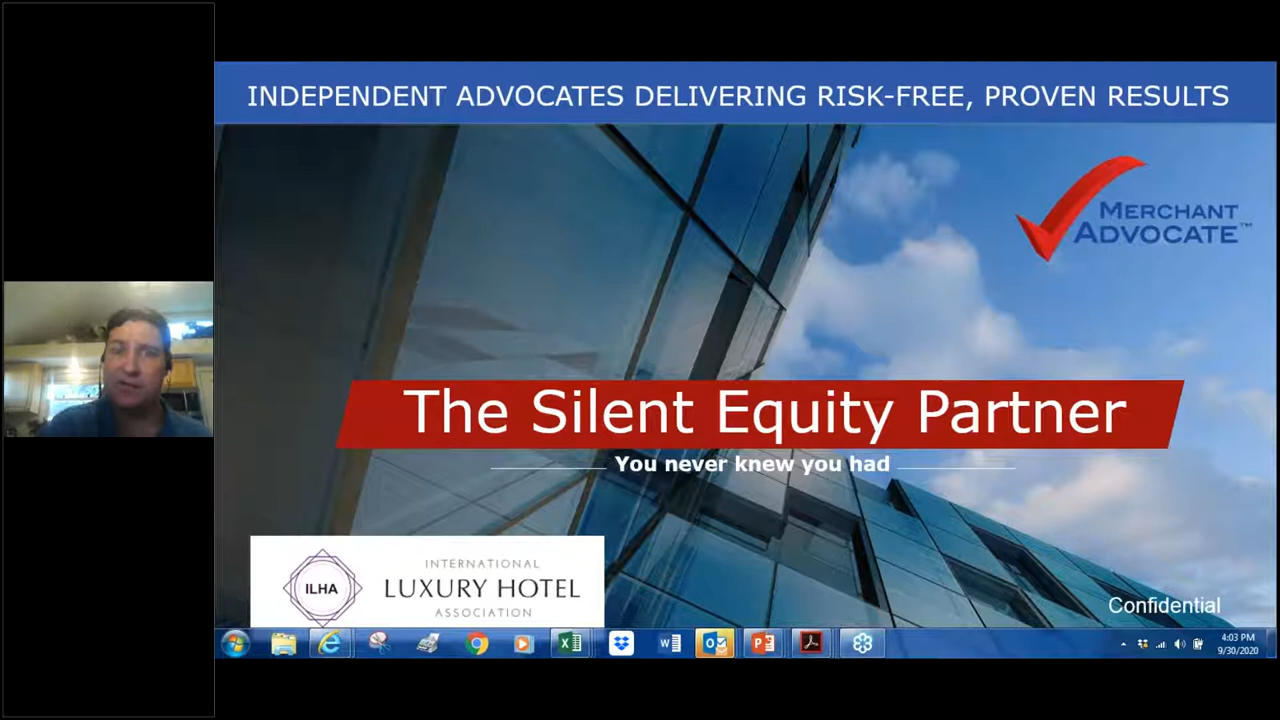 INDEPENDENT ADVOCATES DELIVERING RISK-FREE, PROVEN RESULTS
MERCHANT
ADVOCATE™
The Silent Equity Partner
You never knew you had
ILHA
INTERNATIONAL
LUXURY HOTEL
ASSOCIATION
Confidential
4:03 PM
9/30/2020